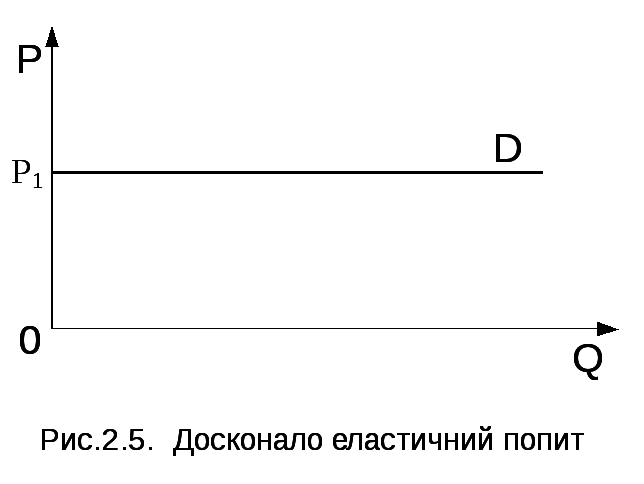 P
D
P₁
0
Q
Рис.2.5. Досконало еластичний попит